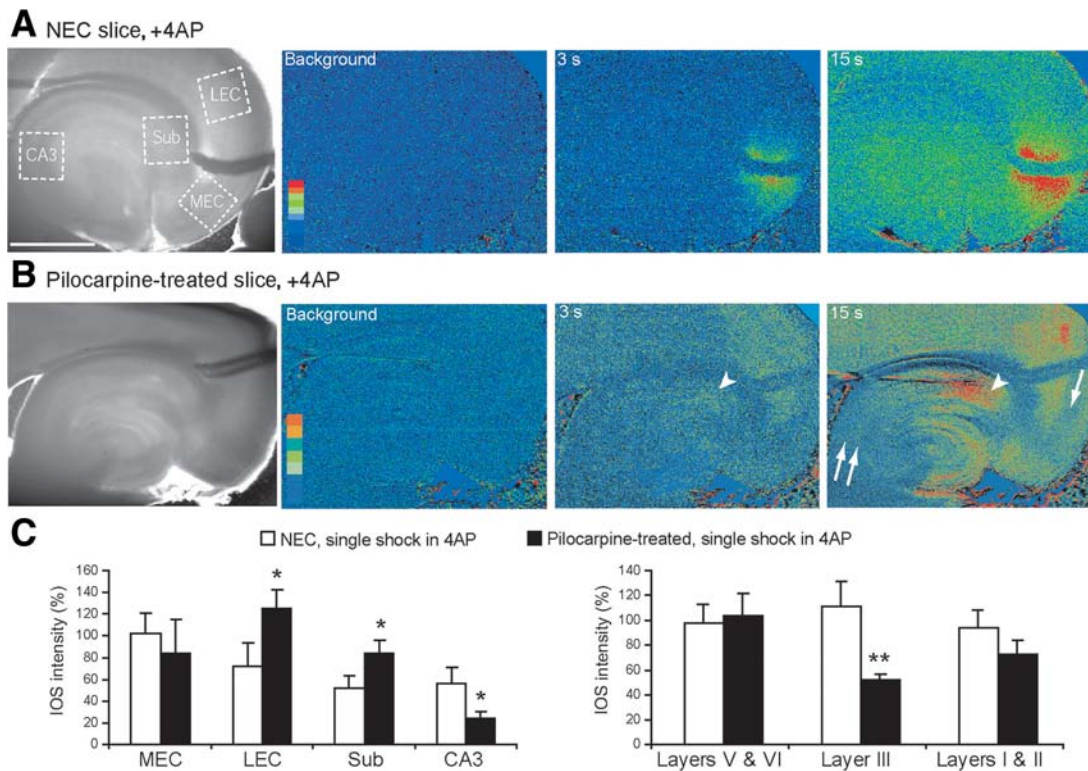 A NEC slice, +4AP
LEC
Sub
CA3
MEC
Background
3 s
15 s
B Pilocarpine-treated slice, +4AP
Background
3 s
15 s
C
NEC, single shock in 4AP
Pilocarpine-treated, single shock in 4AP
IOS intensity (%)
160
140
120
100
80
60
40
20
0
*
*
*
MEC LEC Sub CA3
IOS intensity (%)
140
120
100
80
60
40
20
0
**
Layers V & VI Layer III Layers I & II